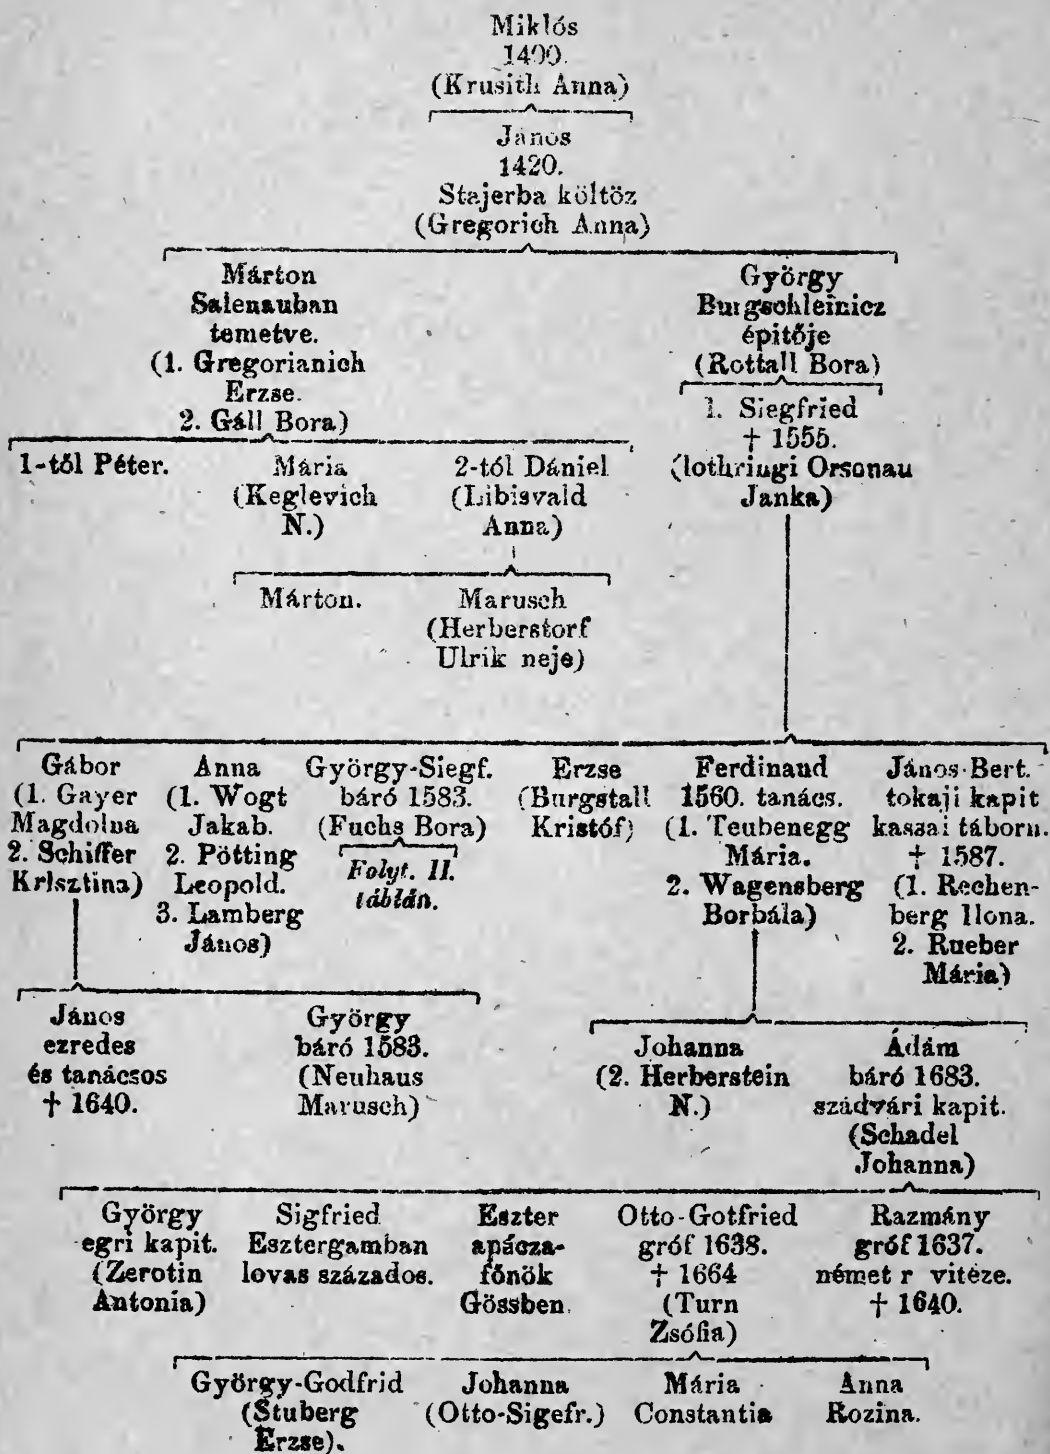 Miklós
1400.
(Krusith Anna)
János
1420.
Stajerba költöz
(Gregorich Anna)
Márton
Salenauban
temetve.
(1. Gregorianich
Erzse.
2. Gáll Bora)
György
Burgschleinicz
épitője
(Rottall Bora)
1. Siegfried
† 1555.
(lothringi Orsonau
Janka)
1-től Péter.
Mária
(Keglevich
N.)
2-tól Dániel
(Libisvald
Anna)
Márton.
Marusch
(Herberstorf
Ulrik neje)
Gábor
(1. Gayer
Magdolna
2. Schiffer
Krisztina)
Anna
(1. Wogt
Jakab.
2. Pötting
Leopold.
3. Lamberg
János)
György-Siegf.
báró 1583.
(Fuchs Bora)
Folyt. II.
táblán.
Erzse
(Burgstall
Kristóf)
Ferdinand
1560. tanács.
(1. Teubenegg
Mária.
2. Wagensberg
Borbála)
János-Bert.
tokaji kapit
kassai táborn.
† 1587.
(1. Rechen-
berg Ilona.
2. Rueber
Mária)
János
ezredes
és tanácsos
† 1640.
György
báró 1583.
(Neuhaus
Marusch)
Johanna
(2. Herberstein
N.)
Ádám
báró 1683.
szádvári kapit.
(Schadel
Johanna)
György
egri kapit.
(Zerotin
Antonia)
Sigfried
Esztergamban
lovas százados.
Eszter
apácza-
főnök
Gössben.
Otto-Gotfried
gróf 1638.
† 1664
(Turn
Zsófia)
Razmány
gróf 1637.
német r vitéze.
† 1640.
György-Godfrid
(Stuberg
Erzse).
Johanna
(Otto-Sigefr.)
Mária
Constantia
Anna
Rozina.